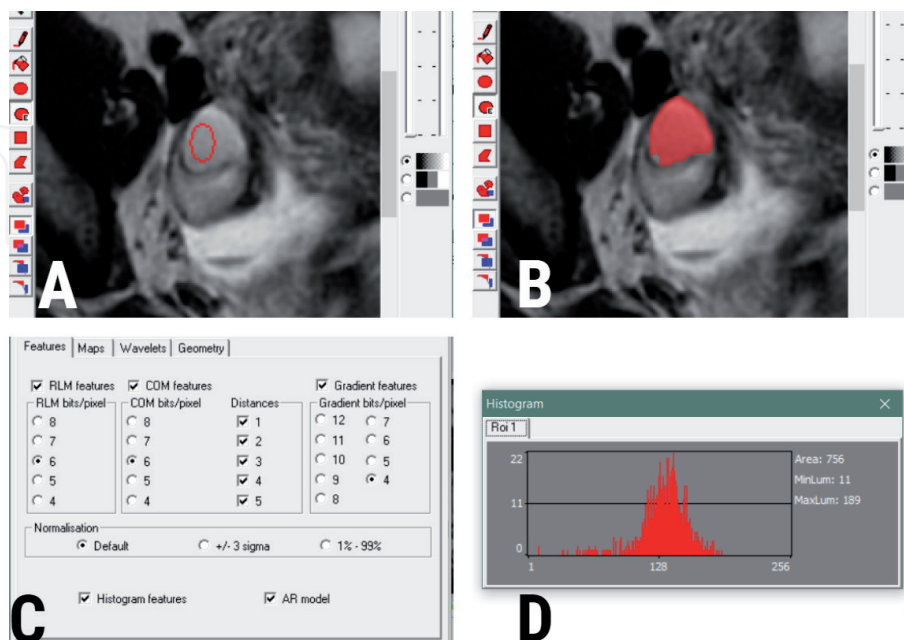 A
B
Features Maps Wavelets Geometry
RLM features COM features Gradient features
RLM bits/pixel COM bits/pixel Distances Gradient bits/pixel
8 8 1 12 7
7 7 2 11 6
6 6 3 10 5
5 5 4 9 4
4 4 5 8
Normalisation
Default +/- 3 sigma 1% - 99%
Histogram features AR model
C
Histogram
Roi 1
22
11
0
1 128 256
Area: 756
MinLum: 11
MaxLum: 189
D